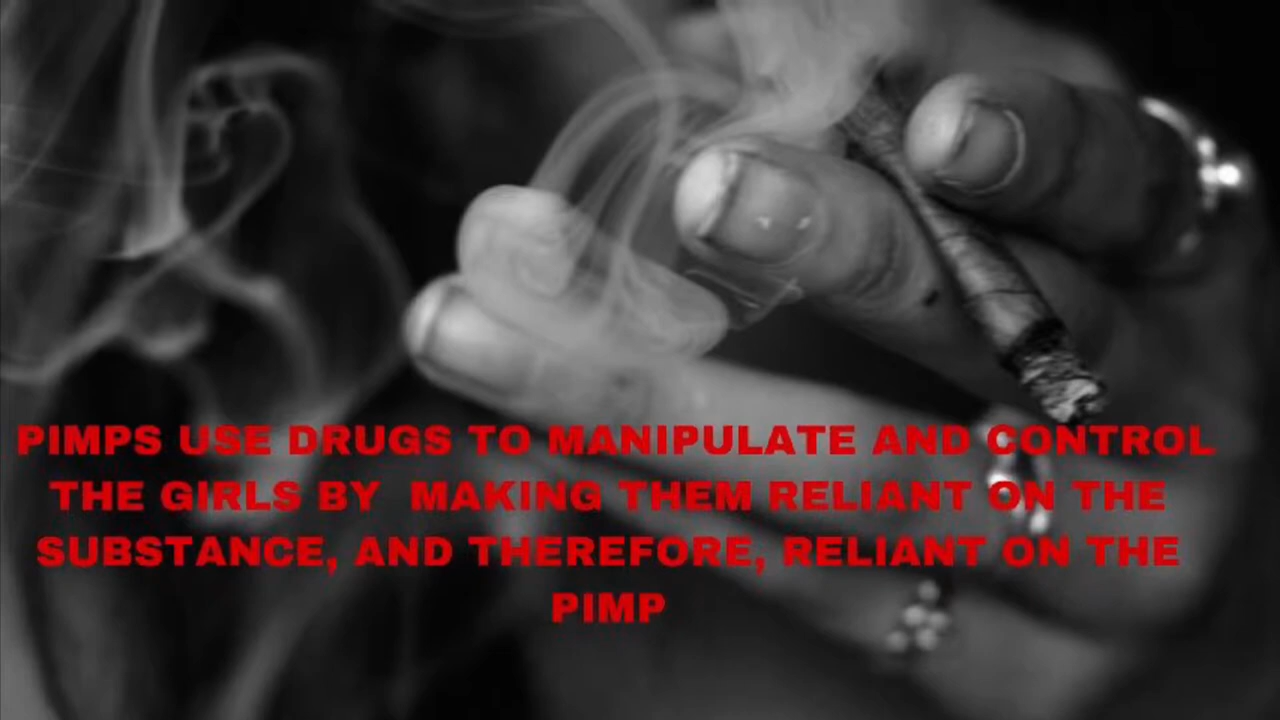 PIMPS USE DRUGS TO MANIPULATE AND CONTROL
THE GIRLS BY  MAKING THEM RELIANT ON THE
SUBSTANCE, AND THEREFORE, RELIANT ON THE
PIMP